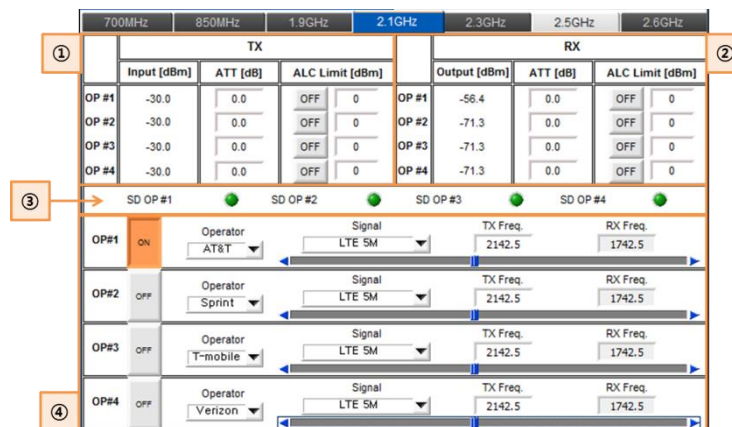 700MHz 850MHz 1.9GHz 2.1GHz 2.3GHz 2.5GHz 2.6GHz
① TX RX ②
Input [dBm] ATT [dB] ALC Limit [dBm] Output [dBm] ATT [dB] ALC Limit [dBm]
OP #1 -30.0 0.0 OFF 0 OP #1 -56.4 0.0 OFF 0
OP #2 -30.0 0.0 OFF 0 OP #2 -71.3 0.0 OFF 0
OP #3 -30.0 0.0 OFF 0 OP #3 -71.3 0.0 OFF 0
OP #4 -30.0 0.0 OFF 0 OP #4 -71.3 0.0 OFF 0
③ SD OP #1 SD OP #2 SD OP #3 SD OP #4
OP#1 ON Operator Signal TX Freq. RX Freq.
AT&T LTE 5M 2142.5 1742.5
OP#2 OFF Operator Signal TX Freq. RX Freq.
Sprint LTE 5M 2142.5 1742.5
OP#3 OFF Operator Signal TX Freq. RX Freq.
T-mobile LTE 5M 2142.5 1742.5
OP#4 OFF Operator Signal TX Freq. RX Freq.
④ Verizon LTE 5M 2142.5 1742.5